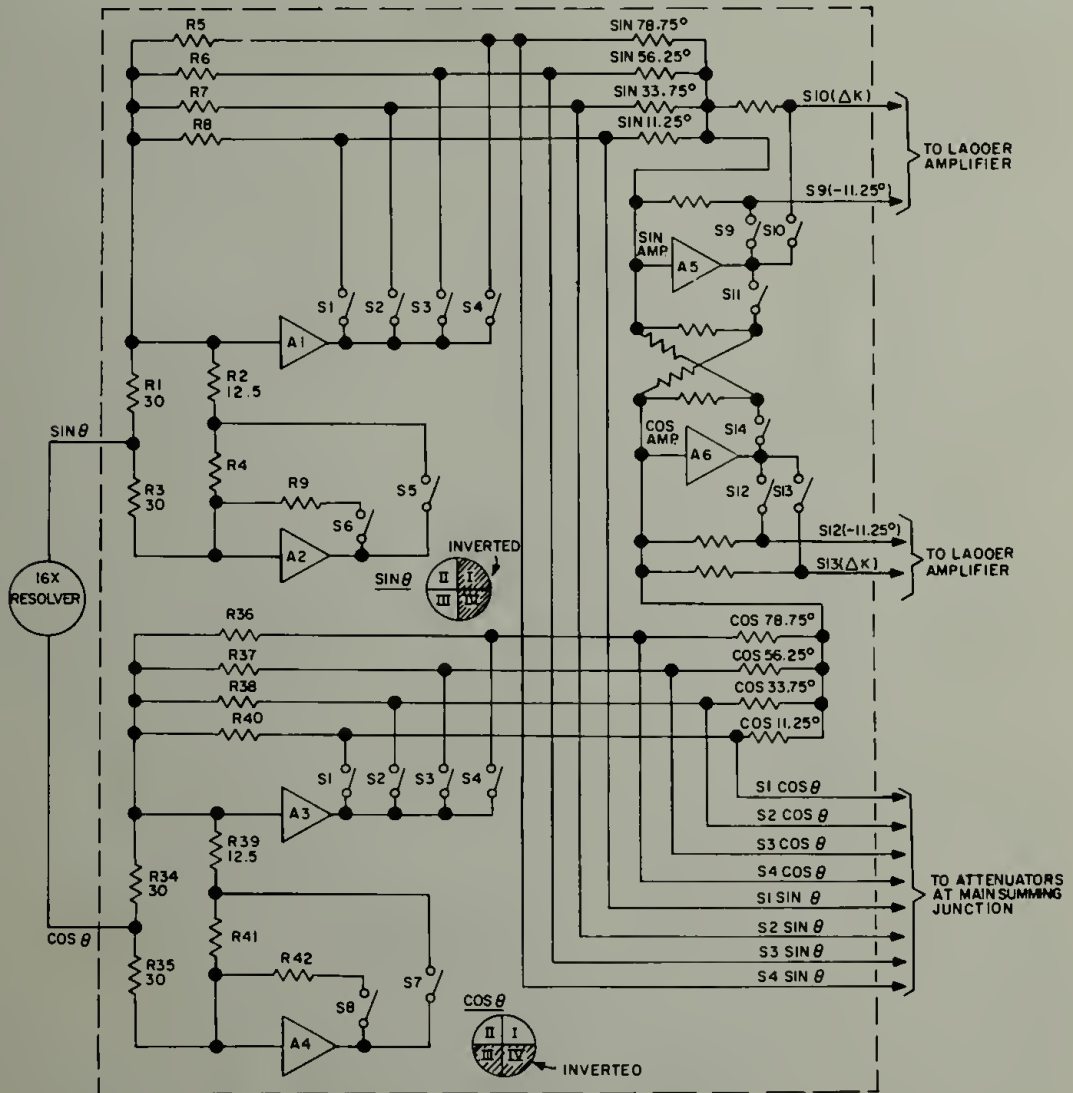 R5
SIN 78.75°
R6
SIN 56.25°
R7
SIN 33.75°
S10(ΔK)
R8
SIN 11.25°
TO LADDER
AMPLIFIER
S9(-11.25°)
S9
S10
SIN
AMP.
A5
S11
S1
S2
S3
S4
A1
R2
12.5
R1
30
SIN θ
R4
R3
30
R9
S5
S6
A2
COS
AMP.
A6
S14
S12
S13
S12(-11.25°)
S13(ΔK)
TO LADDER
AMPLIFIER
INVERTED
SIN θ
II I
III IV
16X
RESOLVER
R36
COS 78.75°
R37
COS 56.25°
R38
COS 33.75°
R40
COS 11.25°
S1
S2
S3
S4
A3
R39
12.5
R34
30
COS θ
R41
R35
30
R42
S7
S8
A4
S1 COS θ
S2 COS θ
S3 COS θ
S4 COS θ
S1 SIN θ
S2 SIN θ
S3 SIN θ
S4 SIN θ
TO ATTENUATORS
AT MAIN SUMMING
JUNCTION
COS θ
II I
III IV
INVERTED